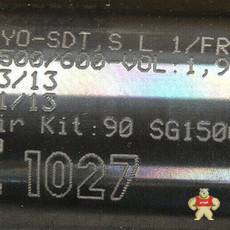 YO-SDT,S.L.1/FR
500/600-VOL:1,9
3/13
1/13
ir Kit:90 SG150
1027